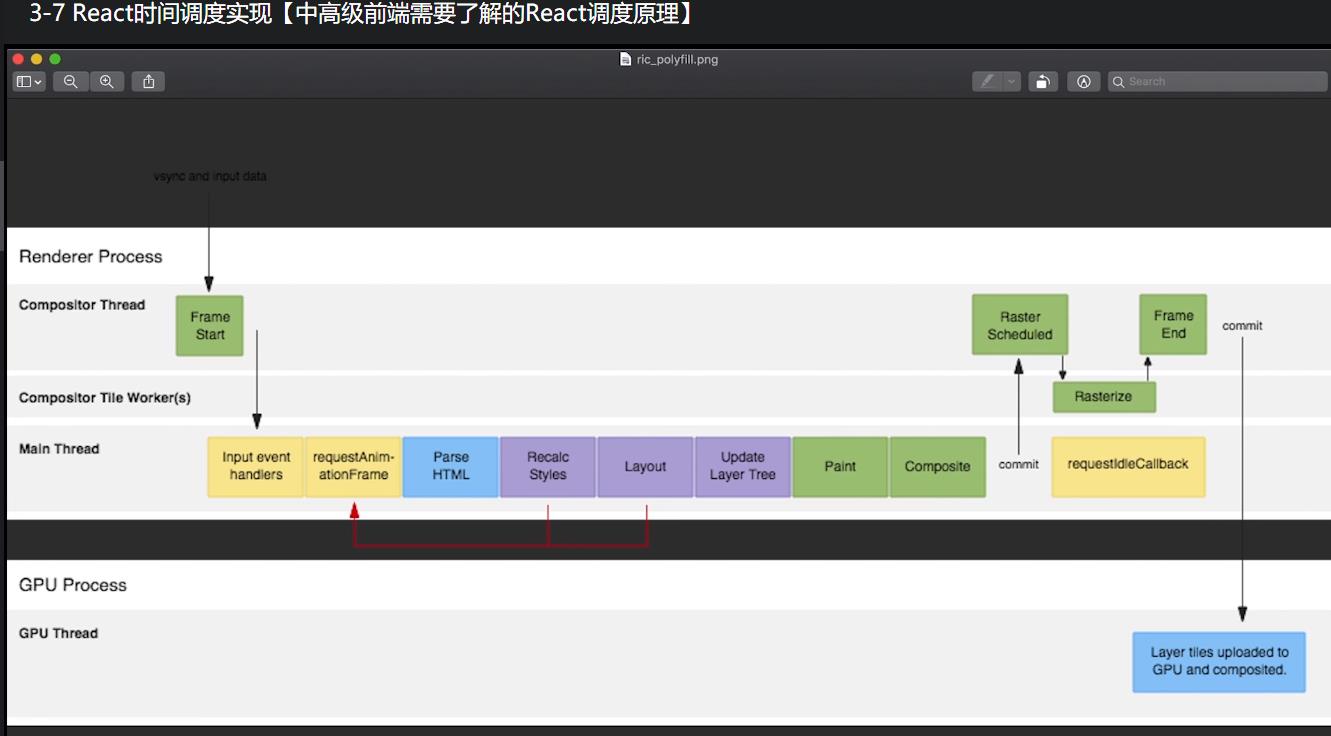 3-7 React时间调度实现【中高级前端需要了解的React调度原理】
ric_polyfill.png
Search
vsync and input data
Renderer Process
Compositor Thread
Frame
Start
Raster
Scheduled
Frame
End
commit
Compositor Tile Worker(s)
Rasterize
Main Thread
Input event
handlers
requestAnim-
ationFrame
Parse
HTML
Recalc
Styles
Layout
Update
Layer Tree
Paint
Composite
commit
requestIdleCallback
GPU Process
GPU Thread
Layer tiles uploaded to
GPU and composited.